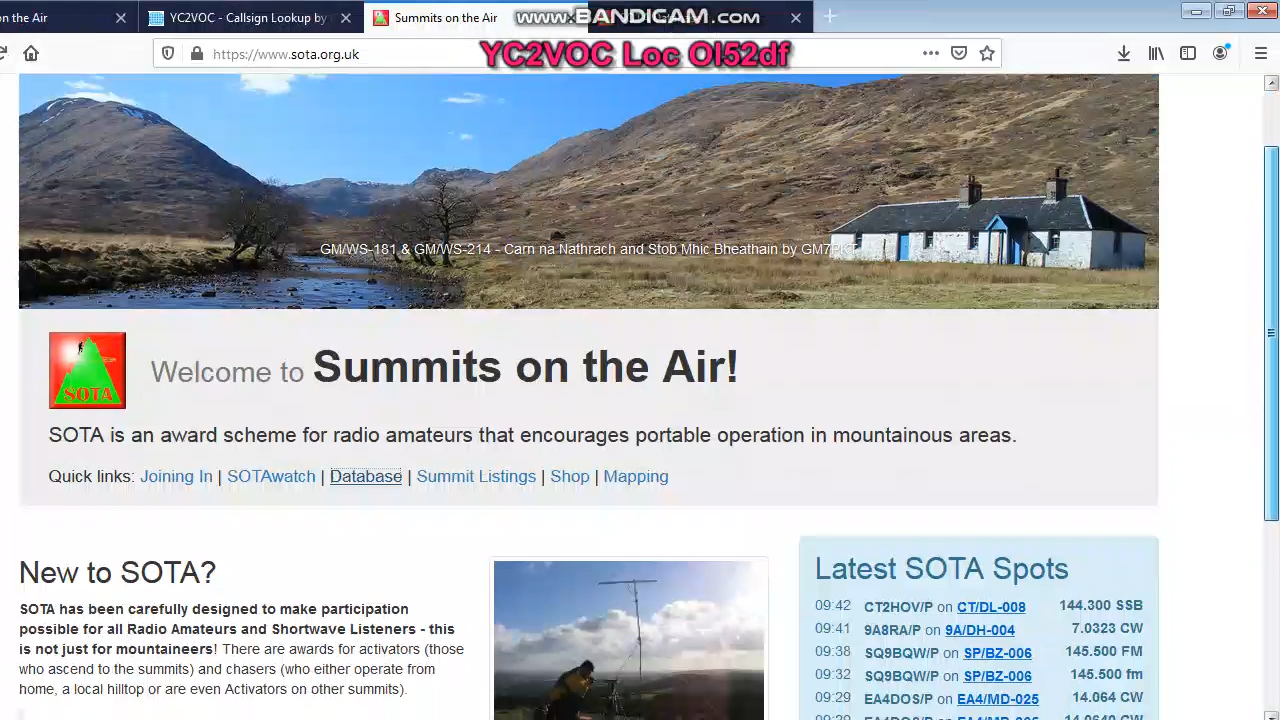 on the Air
YC2VOC - Callsign Lookup by
Summits on the Air
www.BANDICAM.com
https://www.sota.org.uk
YC2VOC Loc OI52df
GM/WS-181 & GM/WS-214 - Carn na Nathrach and Stob Mhic Bheathain by GM7PKT
SOTA
Welcome to Summits on the Air!
SOTA is an award scheme for radio amateurs that encourages portable operation in mountainous areas.
Quick links: Joining In | SOTAwatch | Database | Summit Listings | Shop | Mapping
New to SOTA?
SOTA has been carefully designed to make participation
possible for all Radio Amateurs and Shortwave Listeners - this
is not just for mountaineers! There are awards for activators (those
who ascend to the summits) and chasers (who either operate from
home, a local hilltop or are even Activators on other summits).
Latest SOTA Spots
09:42 CT2HOV/P on CT/DL-008 144.300 SSB
09:41 9A8RA/P on 9A/DH-004 7.0323 CW
09:38 SQ9BQW/P on SP/BZ-006 145.500 FM
09:32 SQ9BQW/P on SP/BZ-006 145.500 fm
09:29 EA4DOS/P on EA4/MD-025 14.064 CW